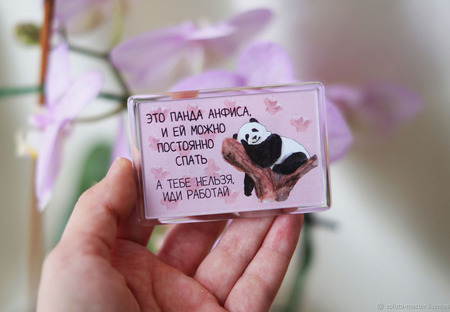 ЭТО ПАНДА АНФИСА,
И ЕЙ МОЖНО
ПОСТОЯННО
СПАТЬ
А ТЕБЕ НЕЛЬЗЯ,
ИДИ РАБОТАЙ